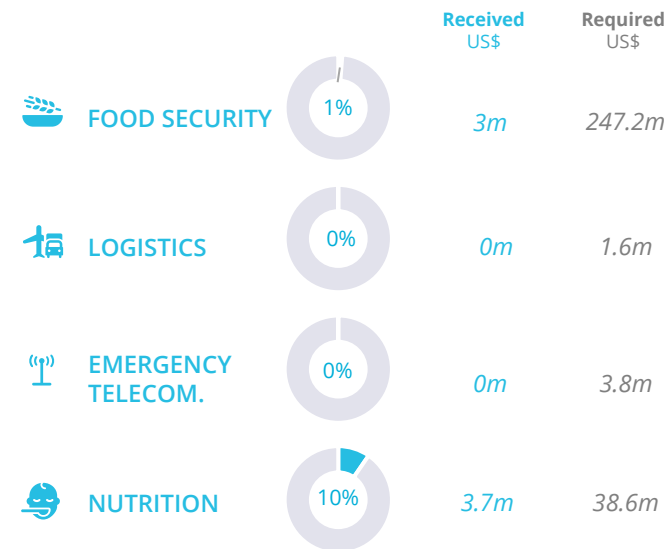 Received Required
US$ US$
FOOD SECURITY 1% 3m 247.2m
LOGISTICS 0% 0m 1.6m
EMERGENCY
TELECOM. 0% 0m 3.8m
NUTRITION 10% 3.7m 38.6m